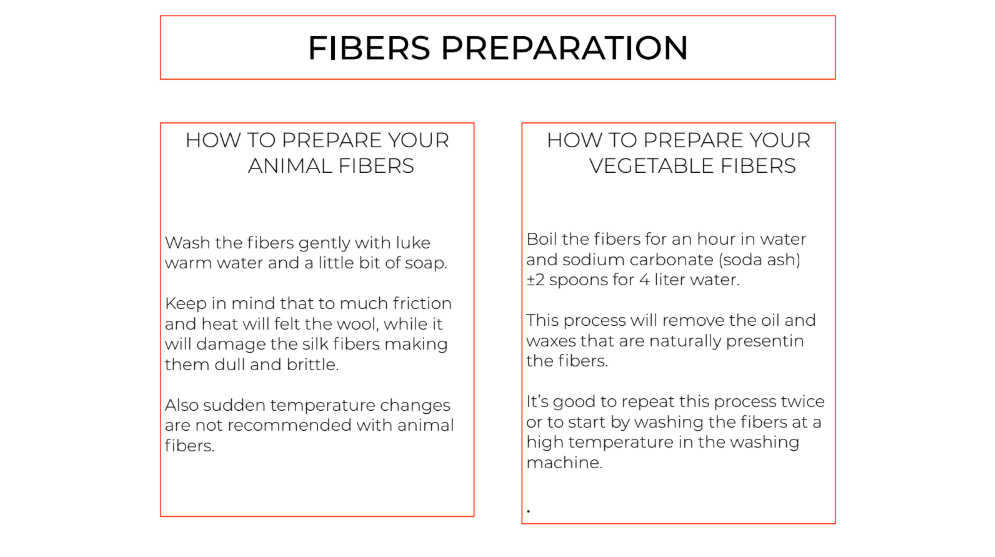 FIBERS PREPARATION
HOW TO PREPARE YOUR
ANIMAL FIBERS
Wash the fibers gently with luke
warm water and a little bit of soap.
Keep in mind that to much friction
and heat will felt the wool, while it
will damage the silk fibers making
them dull and brittle.
Also sudden temperature changes
are not recommended with animal
fibers.
HOW TO PREPARE YOUR
VEGETABLE FIBERS
Boil the fibers for an hour in water
and sodium carbonate (soda ash)
±2 spoons for 4 liter water.
This process will remove the oil and
waxes that are naturally presentin
the fibers.
It’s good to repeat this process twice
or to start by washing the fibers at a
high temperature in the washing
machine.
.